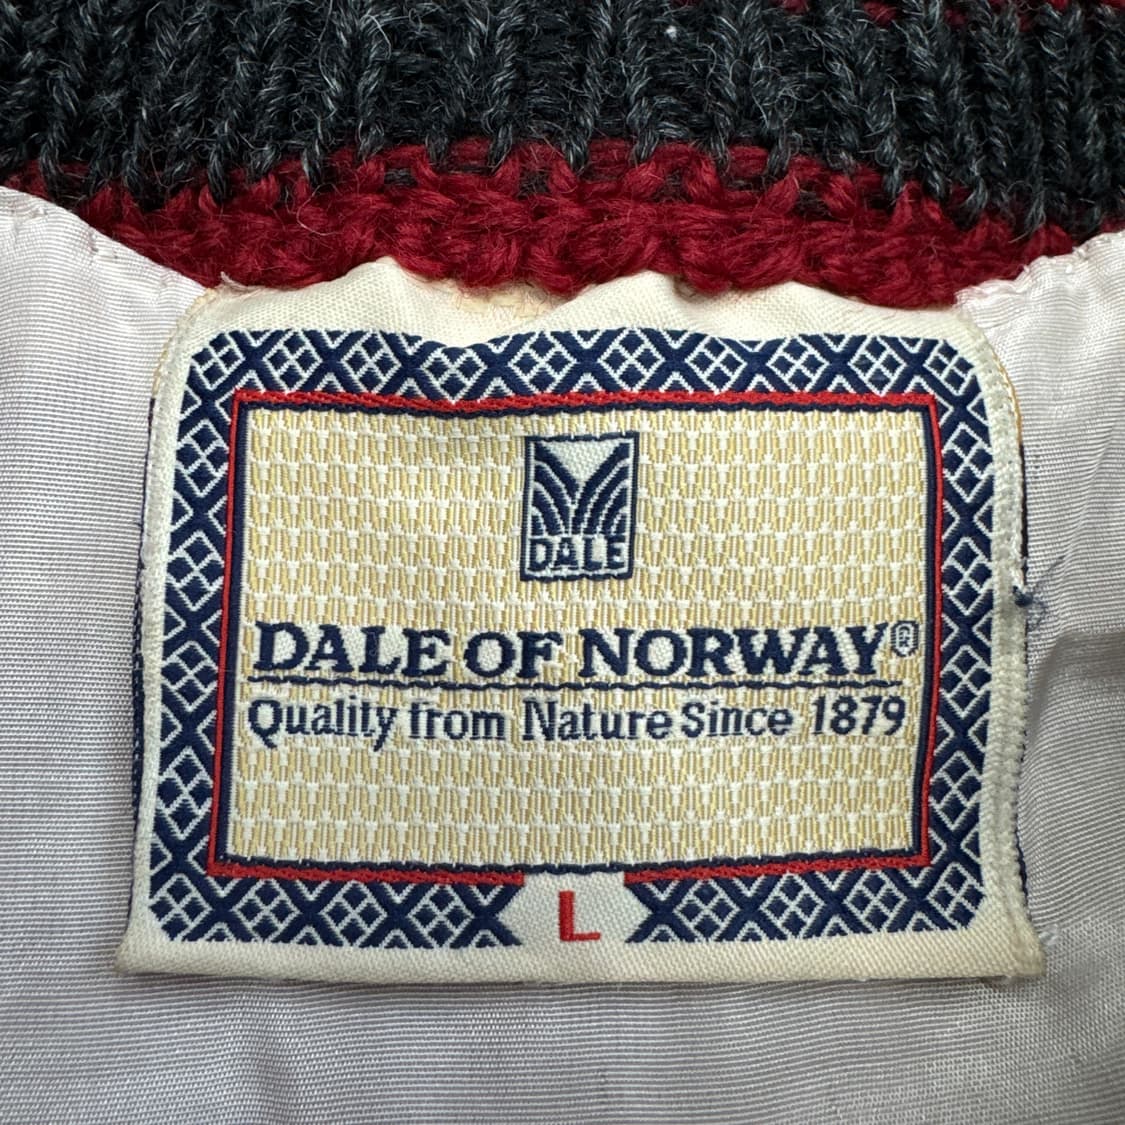 DALE
DALE OF NORWAY®
Quality from Nature Since 1879
L